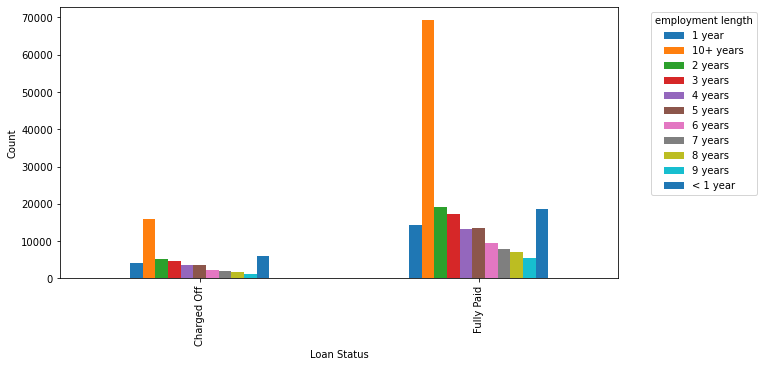 70000
60000
50000
40000
30000
20000
10000
0
Count
Charged Off
Fully Paid
Loan Status
employment length
1 year
10+ years
2 years
3 years
4 years
5 years
6 years
7 years
8 years
9 years
< 1 year